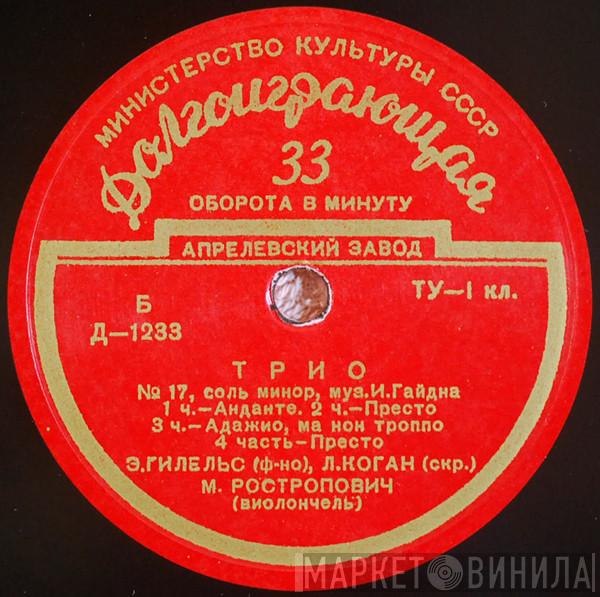 МИНИСТЕРСТВО КУЛЬТУРЫ СССР
Долгоиграющая
33
ОБОРОТА В МИНУТУ
АПРЕЛЕВСКИЙ ЗАВОД
Б
Д—1233
ТУ—I кл.
ТРИО
№ 17, соль минор, муз.И.Гайдна
1 ч.—Анданте. 2 ч.—Престо
3 ч.—Адажио, ма нон троппо
4 часть—Престо
Э.ГИЛЕЛЬС (ф-но), Л.КОГАН (скр.)
М. РОСТРОПОВИЧ
(виолончель)
МАРКЕТ ВИНИЛА